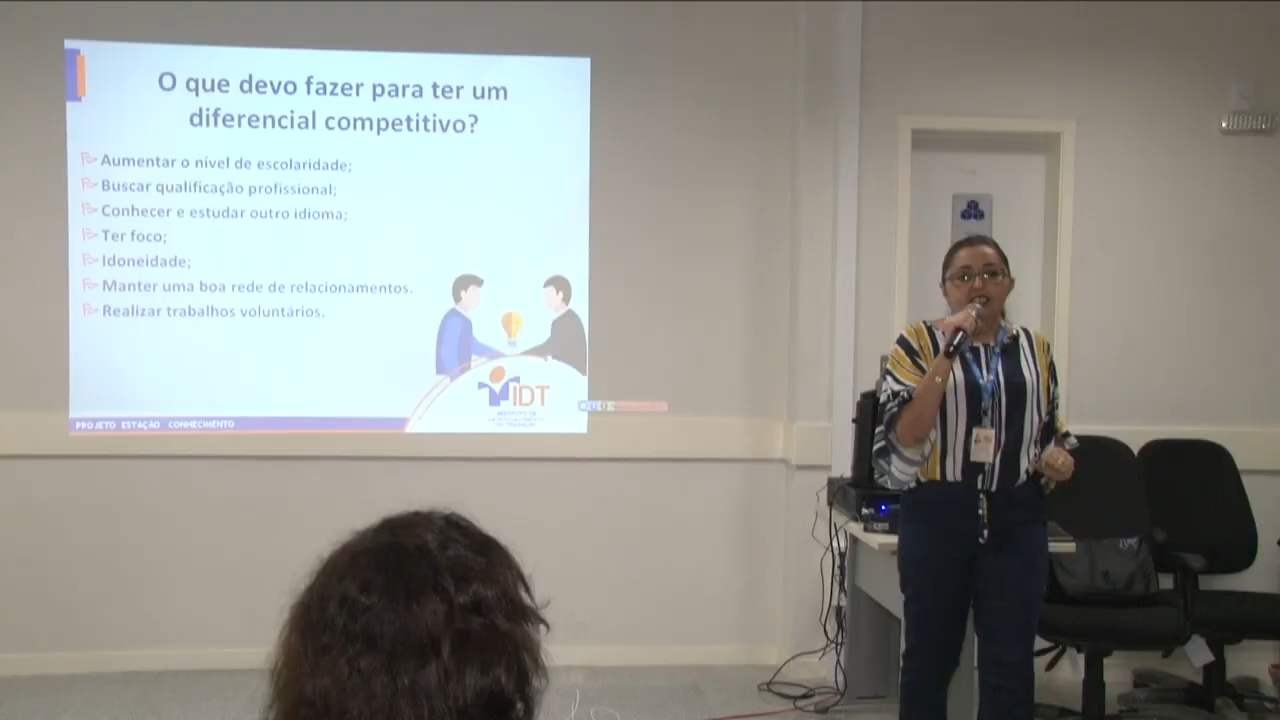 O que devo fazer para ter um
diferencial competitivo?
Aumentar o nível de escolaridade;
Buscar qualificação profissional;
Conhecer e estudar outro idioma;
Ter foco;
Idoneidade;
Manter uma boa rede de relacionamentos.
Realizar trabalhos voluntários.
IDT
PROJETO ESTAÇÃO CONHECIMENTO